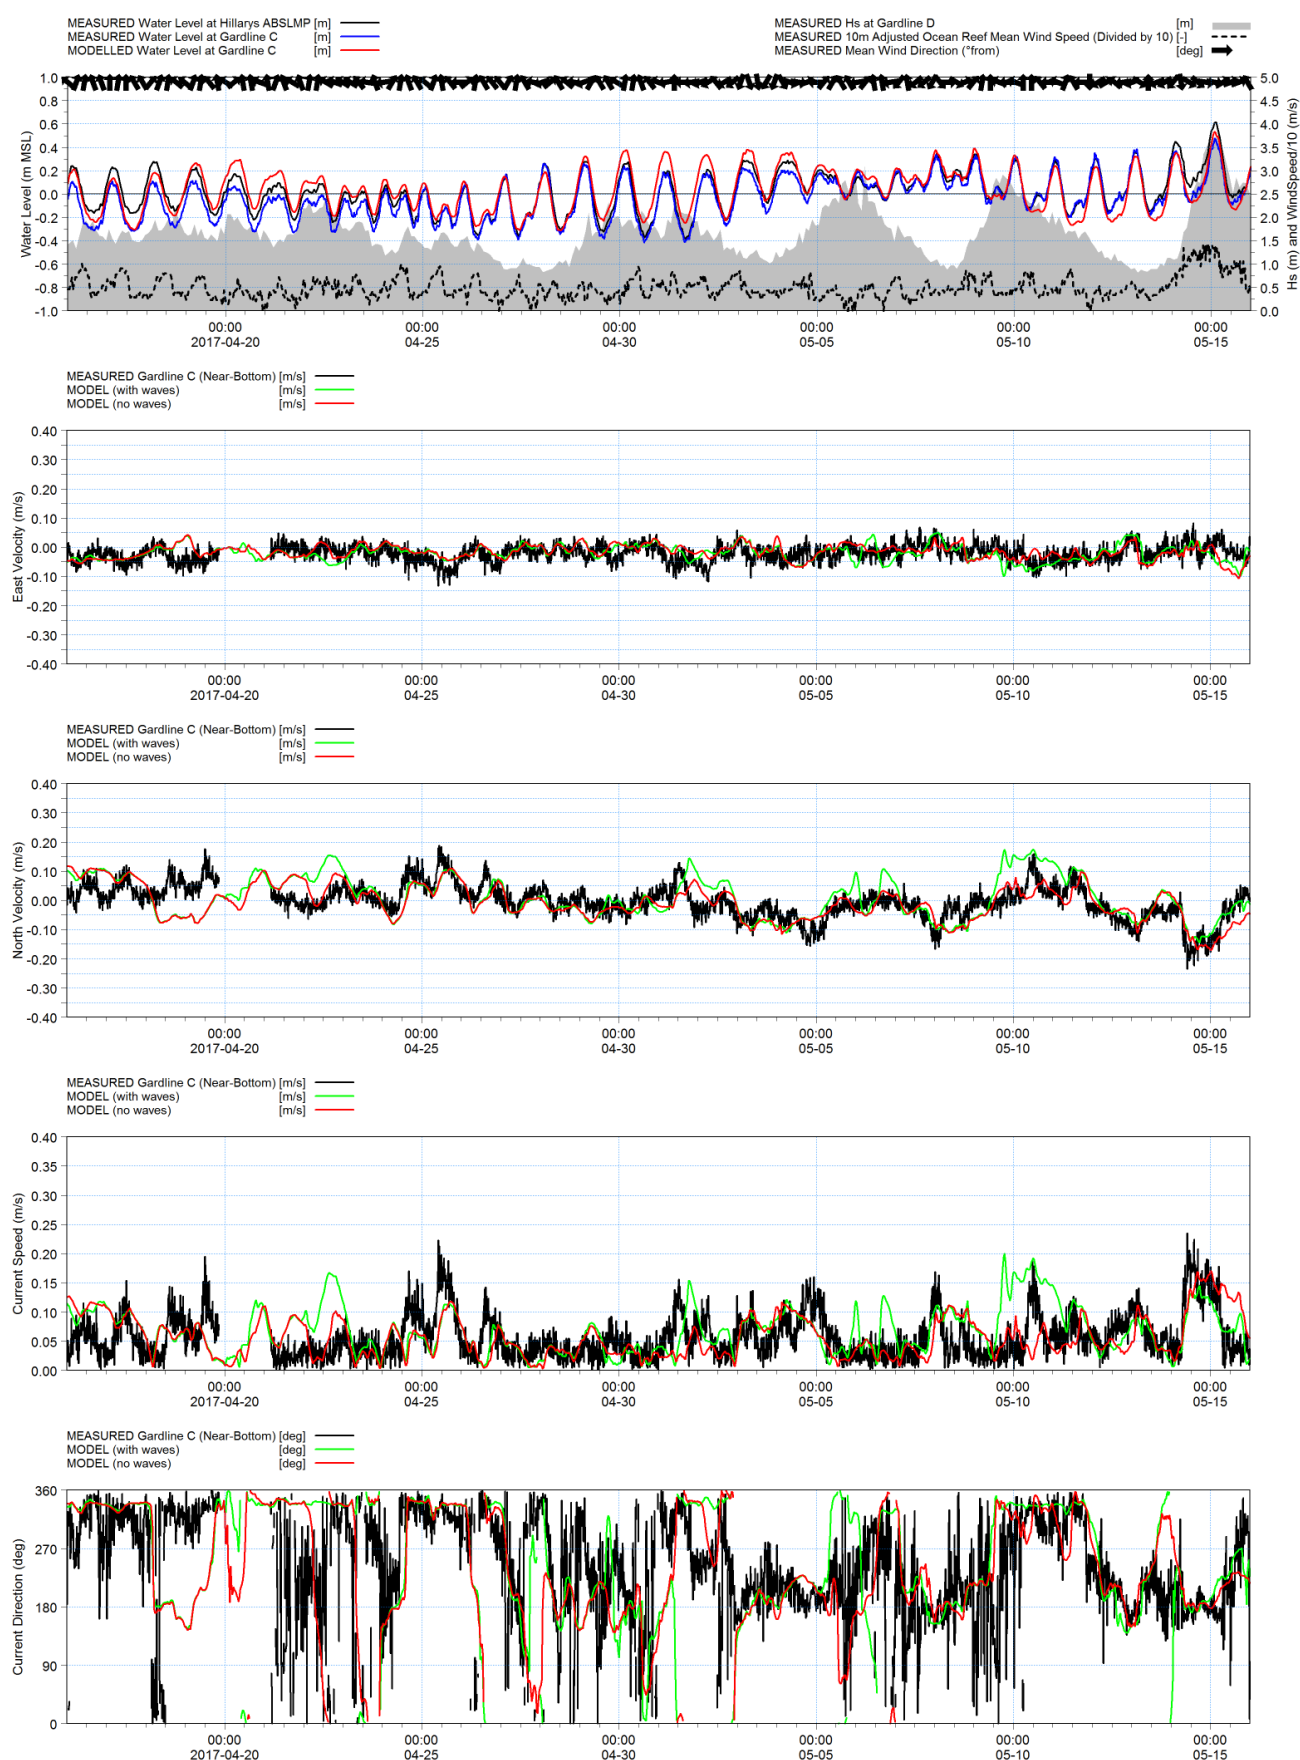 MEASURED Water Level at Hillarys ABSLMP [m]
MEASURED Water Level at Gardline C [m]
MODELLED Water Level at Gardline C [m]
MEASURED Hs at Gardline D [m]
MEASURED 10m Adjusted Ocean Reef Mean Wind Speed (Divided by 10) [-]
MEASURED Mean Wind Direction (°from) [deg]
Water Level (m MSL)
1.0
0.8
0.6
0.4
0.2
0.0
-0.2
-0.4
-0.6
-0.8
-1.0
5.0
4.5
4.0
3.5
3.0
2.5
2.0
1.5
1.0
0.5
0.0
Hs (m) and WindSpeed/10 (m/s)
00:00 00:00 00:00 00:00 00:00 00:00
2017-04-20 04-25 04-30 05-05 05-10 05-15
MEASURED Gardline C (Near-Bottom) [m/s]
MODEL (with waves) [m/s]
MODEL (no waves) [m/s]
East Velocity (m/s)
0.40
0.30
0.20
0.10
0.00
-0.10
-0.20
-0.30
-0.40
00:00 00:00 00:00 00:00 00:00 00:00
2017-04-20 04-25 04-30 05-05 05-10 05-15
MEASURED Gardline C (Near-Bottom) [m/s]
MODEL (with waves) [m/s]
MODEL (no waves) [m/s]
North Velocity (m/s)
0.40
0.30
0.20
0.10
0.00
-0.10
-0.20
-0.30
-0.40
00:00 00:00 00:00 00:00 00:00 00:00
2017-04-20 04-25 04-30 05-05 05-10 05-15
MEASURED Gardline C (Near-Bottom) [m/s]
MODEL (with waves) [m/s]
MODEL (no waves) [m/s]
Current Speed (m/s)
0.40
0.35
0.30
0.25
0.20
0.15
0.10
0.05
0.00
00:00 00:00 00:00 00:00 00:00 00:00
2017-04-20 04-25 04-30 05-05 05-10 05-15
MEASURED Gardline C (Near-Bottom) [deg]
MODEL (with waves) [deg]
MODEL (no waves) [deg]
Current Direction (deg)
360
270
180
90
0
00:00 00:00 00:00 00:00 00:00 00:00
2017-04-20 04-25 04-30 05-05 05-10 05-15